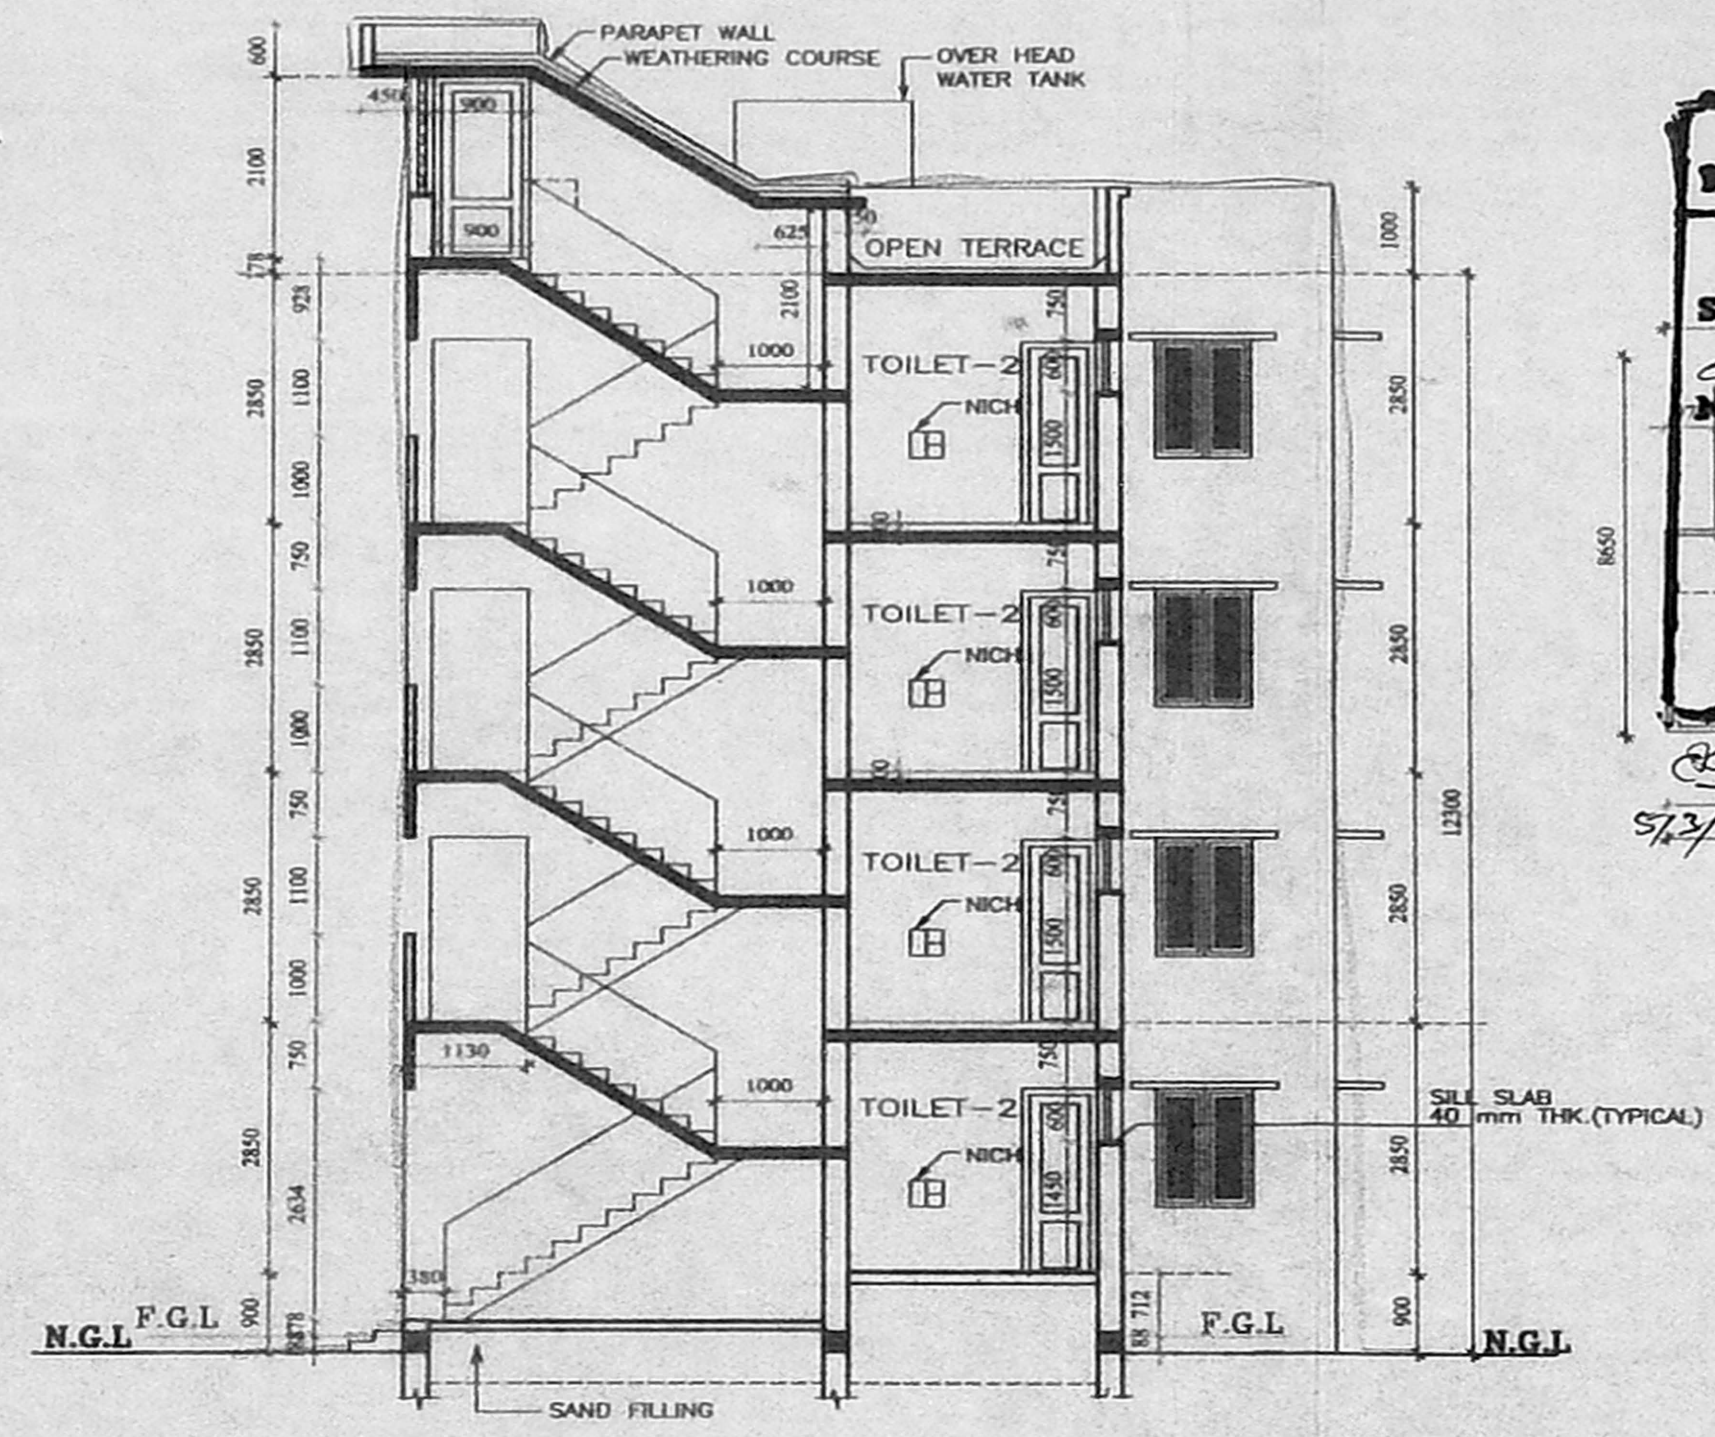 PARAPET WALL
WEATHERING COURSE
OVER HEAD
WATER TANK
600
450
900
2100
900
625
OPEN TERRACE
1000
78
928
2100
750
1000
TOILET-2
600
NICH
1500
2850
1100
2850
1000
750
1000
TOILET-2
600
NICH
1500
2850
1100
2850
1000
8650
750
1000
TOILET-2
600
NICH
1500
2850
1100
2850
1000
12300
750
1130
1000
750
TOILET-2
600
NICH
1450
SILL SLAB
40 mm THK.(TYPICAL)
2850
2634
2850
380
900
F.G.L
N.G.L
712
88
F.G.L
900
N.G.L
SAND FILLING